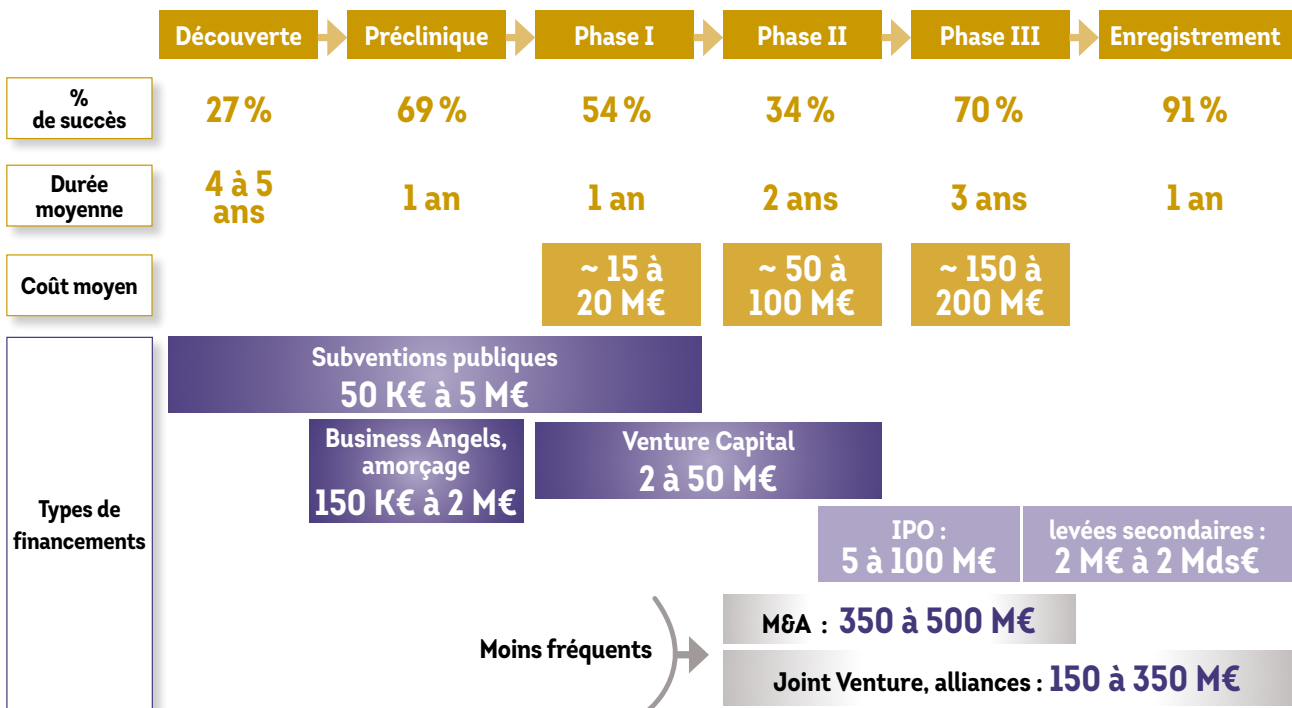 Découverte
Préclinique
Phase I
Phase II
Phase III
Enregistrement
%
de succès
27 %
69 %
54 %
34 %
70 %
91 %
Durée
moyenne
4 à 5
ans
1 an
1 an
2 ans
3 ans
1 an
Coût moyen
~ 15 à
20 M€
~ 50 à
100 M€
~ 150 à
200 M€
Types de
financements
Subventions publiques
50 K€ à 5 M€
Business Angels,
amorçage
150 K€ à 2 M€
Venture Capital
2 à 50 M€
IPO :
5 à 100 M€
levées secondaires :
2 M€ à 2 Mds€
Moins fréquents
M&A : 350 à 500 M€
Joint Venture, alliances : 150 à 350 M€